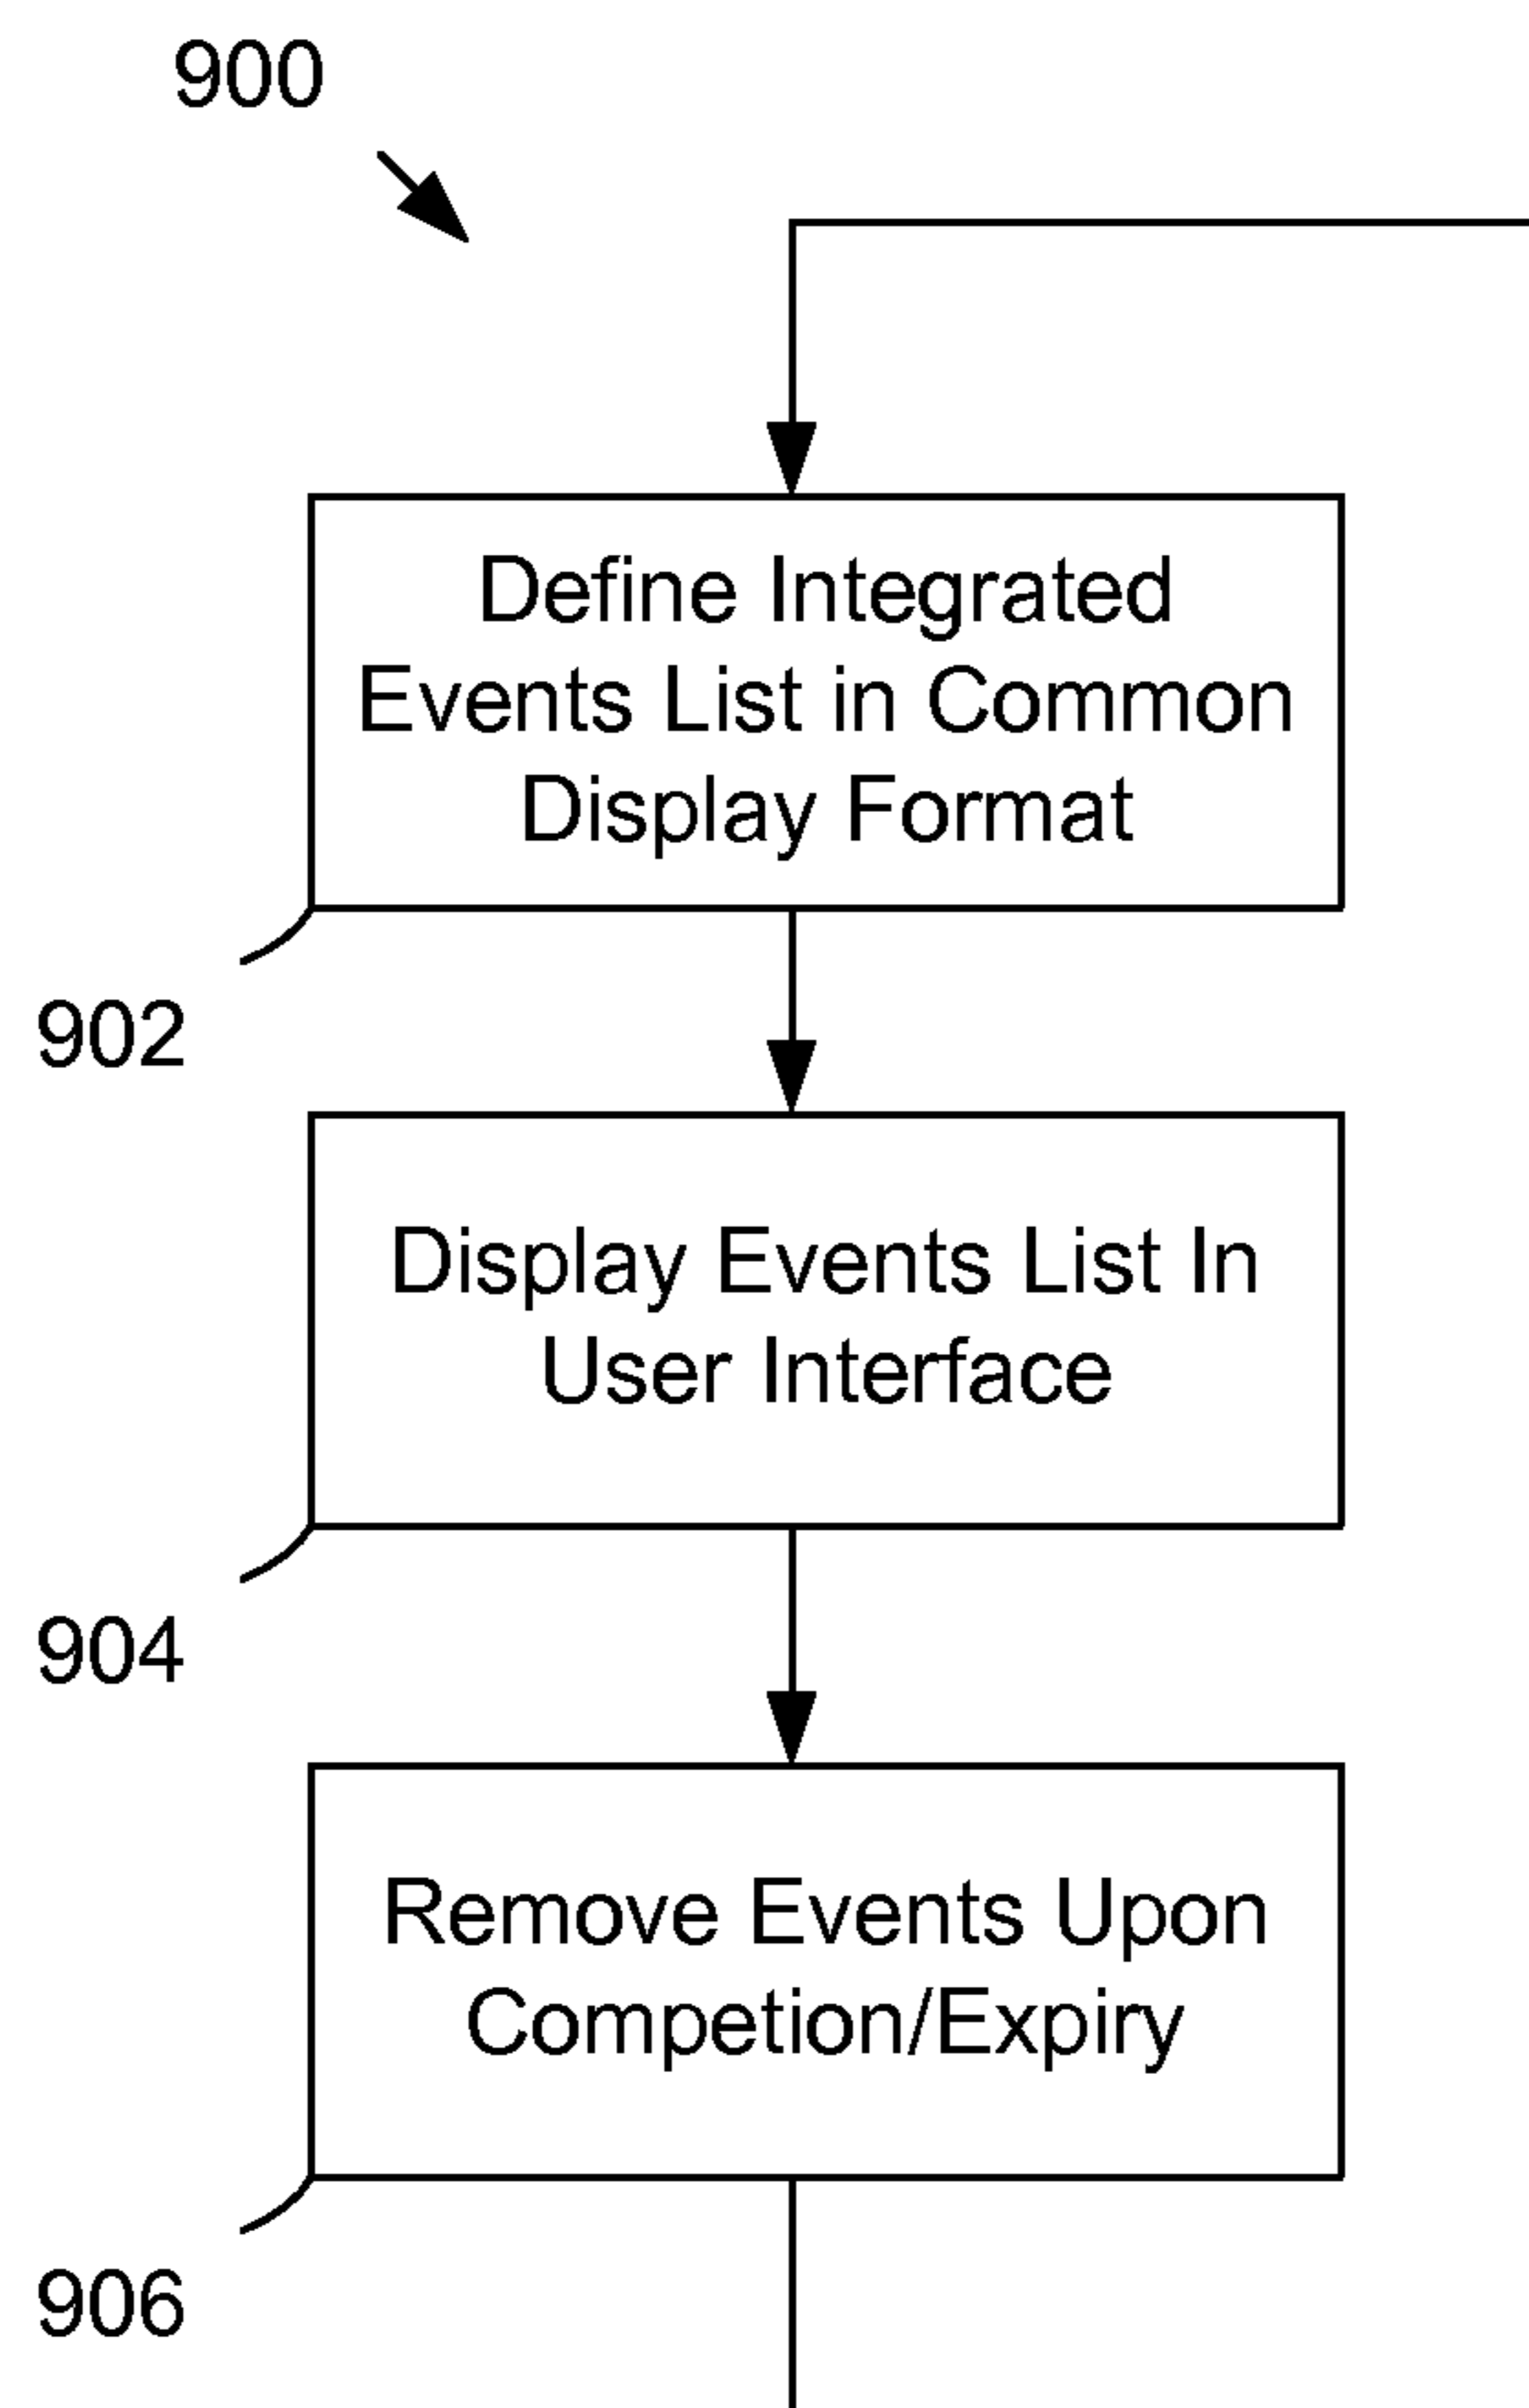 900
Define Integrated
Events List in Common
Display Format
902
Display Events List In
User Interface
904
Remove Events Upon
Competion/Expiry
906